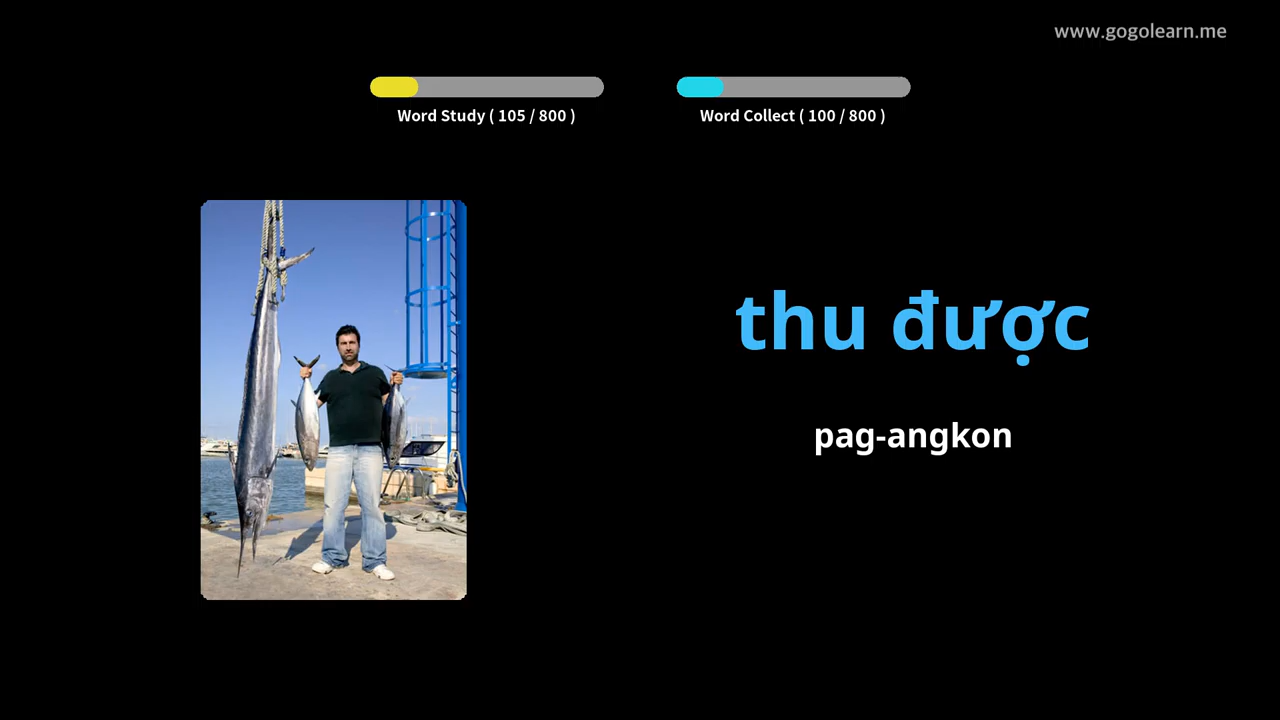 www.gogolearn.me
Word Study ( 105 / 800 )
Word Collect ( 100 / 800 )
thu được
pag-angkon